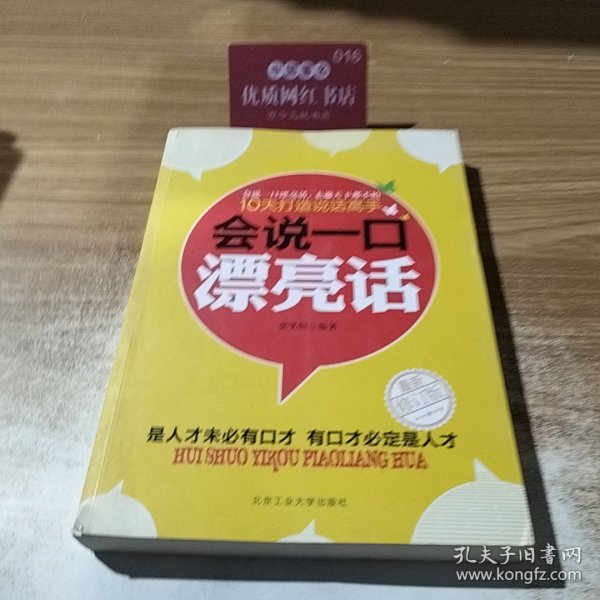 016
优质网红书店
10天打造说话高手
会说一口
漂亮话
编著
是人才未必有口才 有口才必定是人才
HUI SHUO YIKOU PIAOLIANG HUA
北京工业大学出版社
孔夫子旧书网
www.kongfz.com